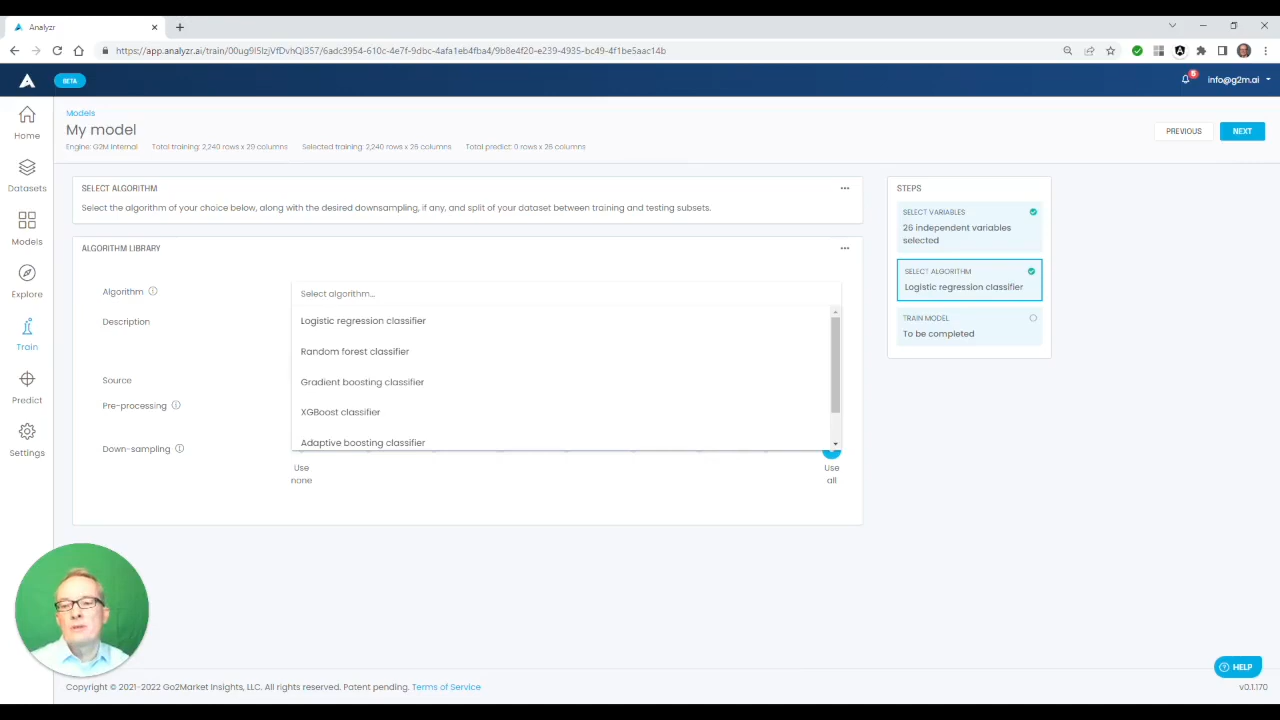 Analyzr
https://app.analyzr.ai/train/00ug9l5lzjVfDvhQl357/6adc3954-610c-4e7f-9dbc-4afa1eb4fba4/9b8e4f20-e239-4935-bc49-4f1be5aac14b
BETA
6
info@g2m.ai
Home
Datasets
Models
Explore
Train
Predict
Settings
Models
My model
Engine: G2M Internal Total training: 2,240 rows x 29 columns Selected training: 2,240 rows x 26 columns Total predict: 0 rows x 26 columns
PREVIOUS
NEXT
SELECT ALGORITHM
Select the algorithm of your choice below, along with the desired downsampling, if any, and split of your dataset between training and testing subsets.
ALGORITHM LIBRARY
Algorithm
Select algorithm...
Logistic regression classifier
Random forest classifier
Gradient boosting classifier
XGBoost classifier
Adaptive boosting classifier
Description
Source
Pre-processing
Down-sampling
Use
none
Use
all
STEPS
SELECT VARIABLES
26 independent variables
selected
SELECT ALGORITHM
Logistic regression classifier
TRAIN MODEL
To be completed
HELP
Copyright © 2021-2022 Go2Market Insights, LLC. All rights reserved. Patent pending. Terms of Service
v0.1.170